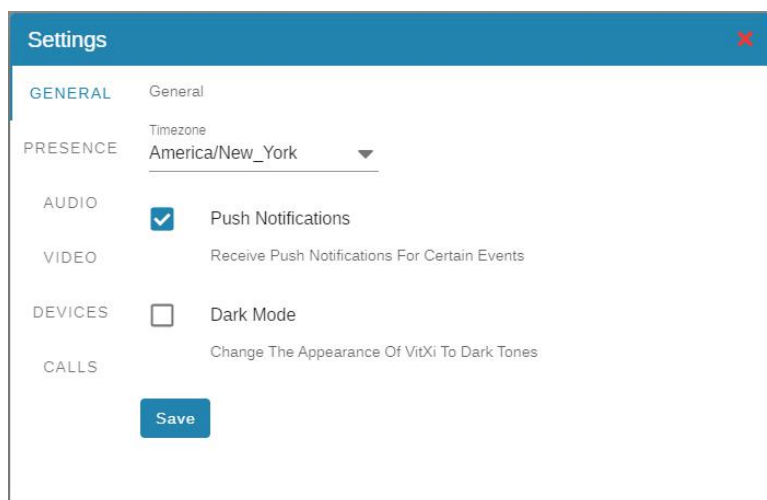 Settings
GENERAL
General
Timezone
America/New_York
PRESENCE
AUDIO
Push Notifications
Receive Push Notifications For Certain Events
VIDEO
DEVICES
Dark Mode
Change The Appearance Of VitXi To Dark Tones
CALLS
Save